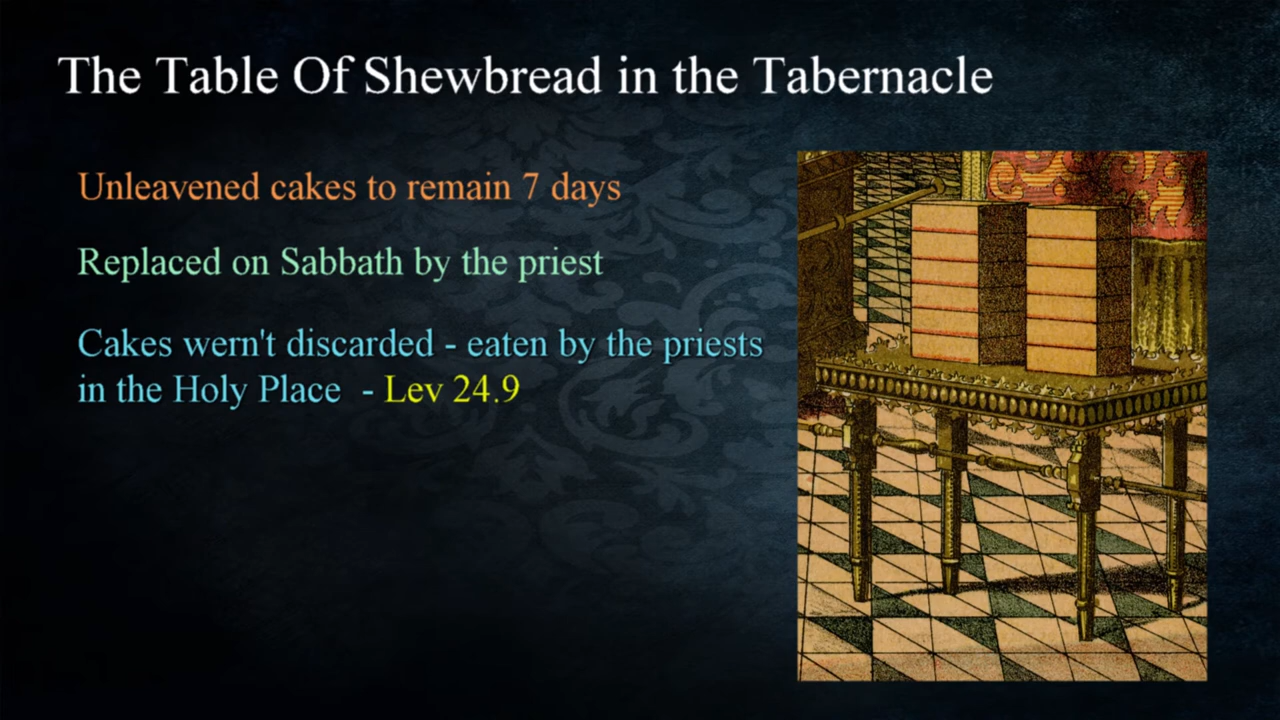 The Table Of Shewbread in the Tabernacle
Unleavened cakes to remain 7 days
Replaced on Sabbath by the priest
Cakes wern't discarded - eaten by the priests
in the Holy Place - Lev 24.9